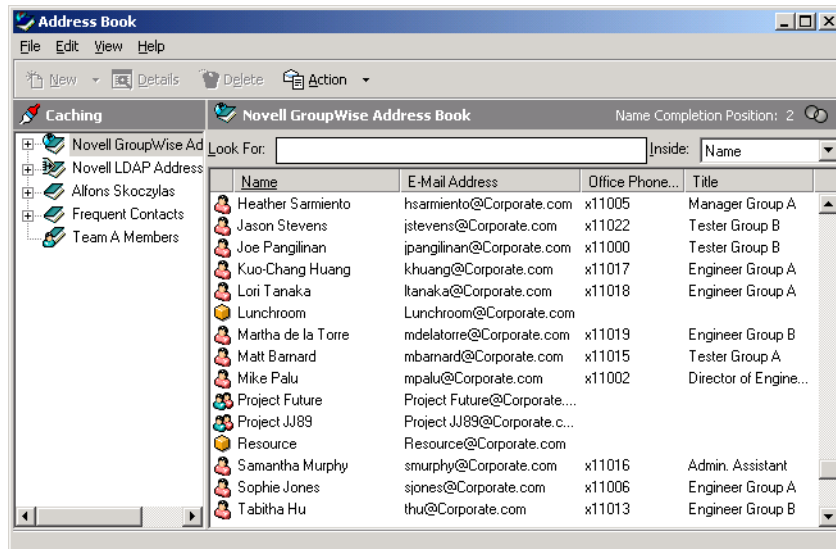 Address Book
File Edit View Help
New Details Delete Action
Caching
Novell GroupWise Address Book Name Completion Position: 2
Novell GroupWise Ad
Novell LDAP Address
Alfons Skoczylas
Frequent Contacts
Team A Members
Look For: Inside: Name
Name E-Mail Address Office Phone... Title
Heather Sarmiento hsarmiento@Corporate.com x11005 Manager Group A
Jason Stevens jstevens@Corporate.com x11022 Tester Group B
Joe Pangilinan jpangilinan@Corporate.com x11000 Tester Group B
Kuo-Chang Huang khuang@Corporate.com x11017 Engineer Group A
Lori Tanaka ltanaka@Corporate.com x11018 Engineer Group A
Lunchroom Lunchroom@Corporate.com
Martha de la Torre mdelatorre@Corporate.com x11019 Engineer Group B
Matt Barnard mbarnard@Corporate.com x11015 Tester Group A
Mike Palu mpalu@Corporate.com x11002 Director of Engine...
Project Future Project Future@Corporate....
Project JJ89 Project JJ89@Corporate.c...
Resource Resource@Corporate.com
Samantha Murphy smurphy@Corporate.com x11016 Admin. Assistant
Sophie Jones sjones@Corporate.com x11006 Engineer Group A
Tabitha Hu thu@Corporate.com x11013 Engineer Group B